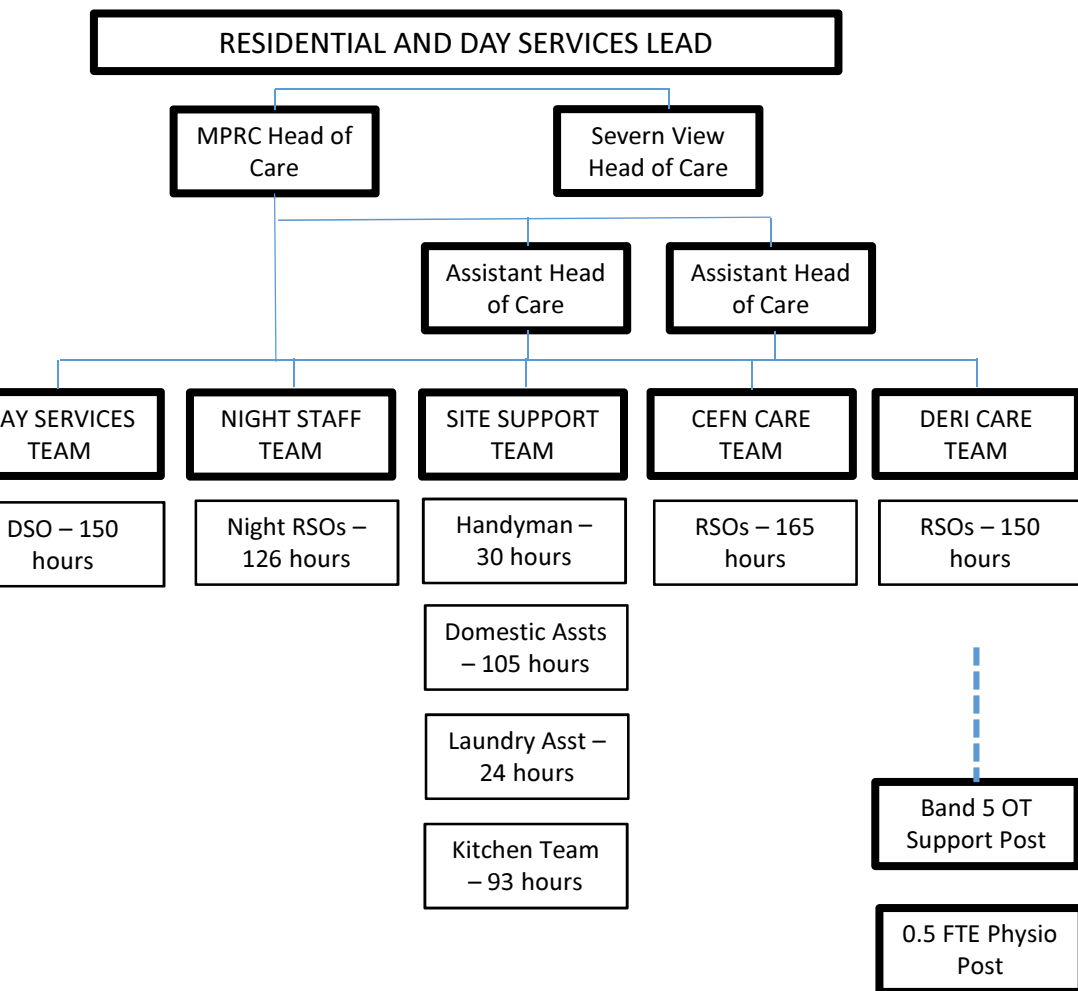 RESIDENTIAL AND DAY SERVICES LEAD
MPRC Head of
Care
Severn View
Head of Care
Assistant Head
of Care
Assistant Head
of Care
AY SERVICES
TEAM
NIGHT STAFF
TEAM
SITE SUPPORT
TEAM
CEFN CARE
TEAM
DERI CARE
TEAM
DSO – 150
hours
Night RSOs –
126 hours
Handyman –
30 hours
RSOs – 165
hours
RSOs – 150
hours
Domestic Assts
– 105 hours
Laundry Asst –
24 hours
Kitchen Team
– 93 hours
Band 5 OT
Support Post
0.5 FTE Physio
Post